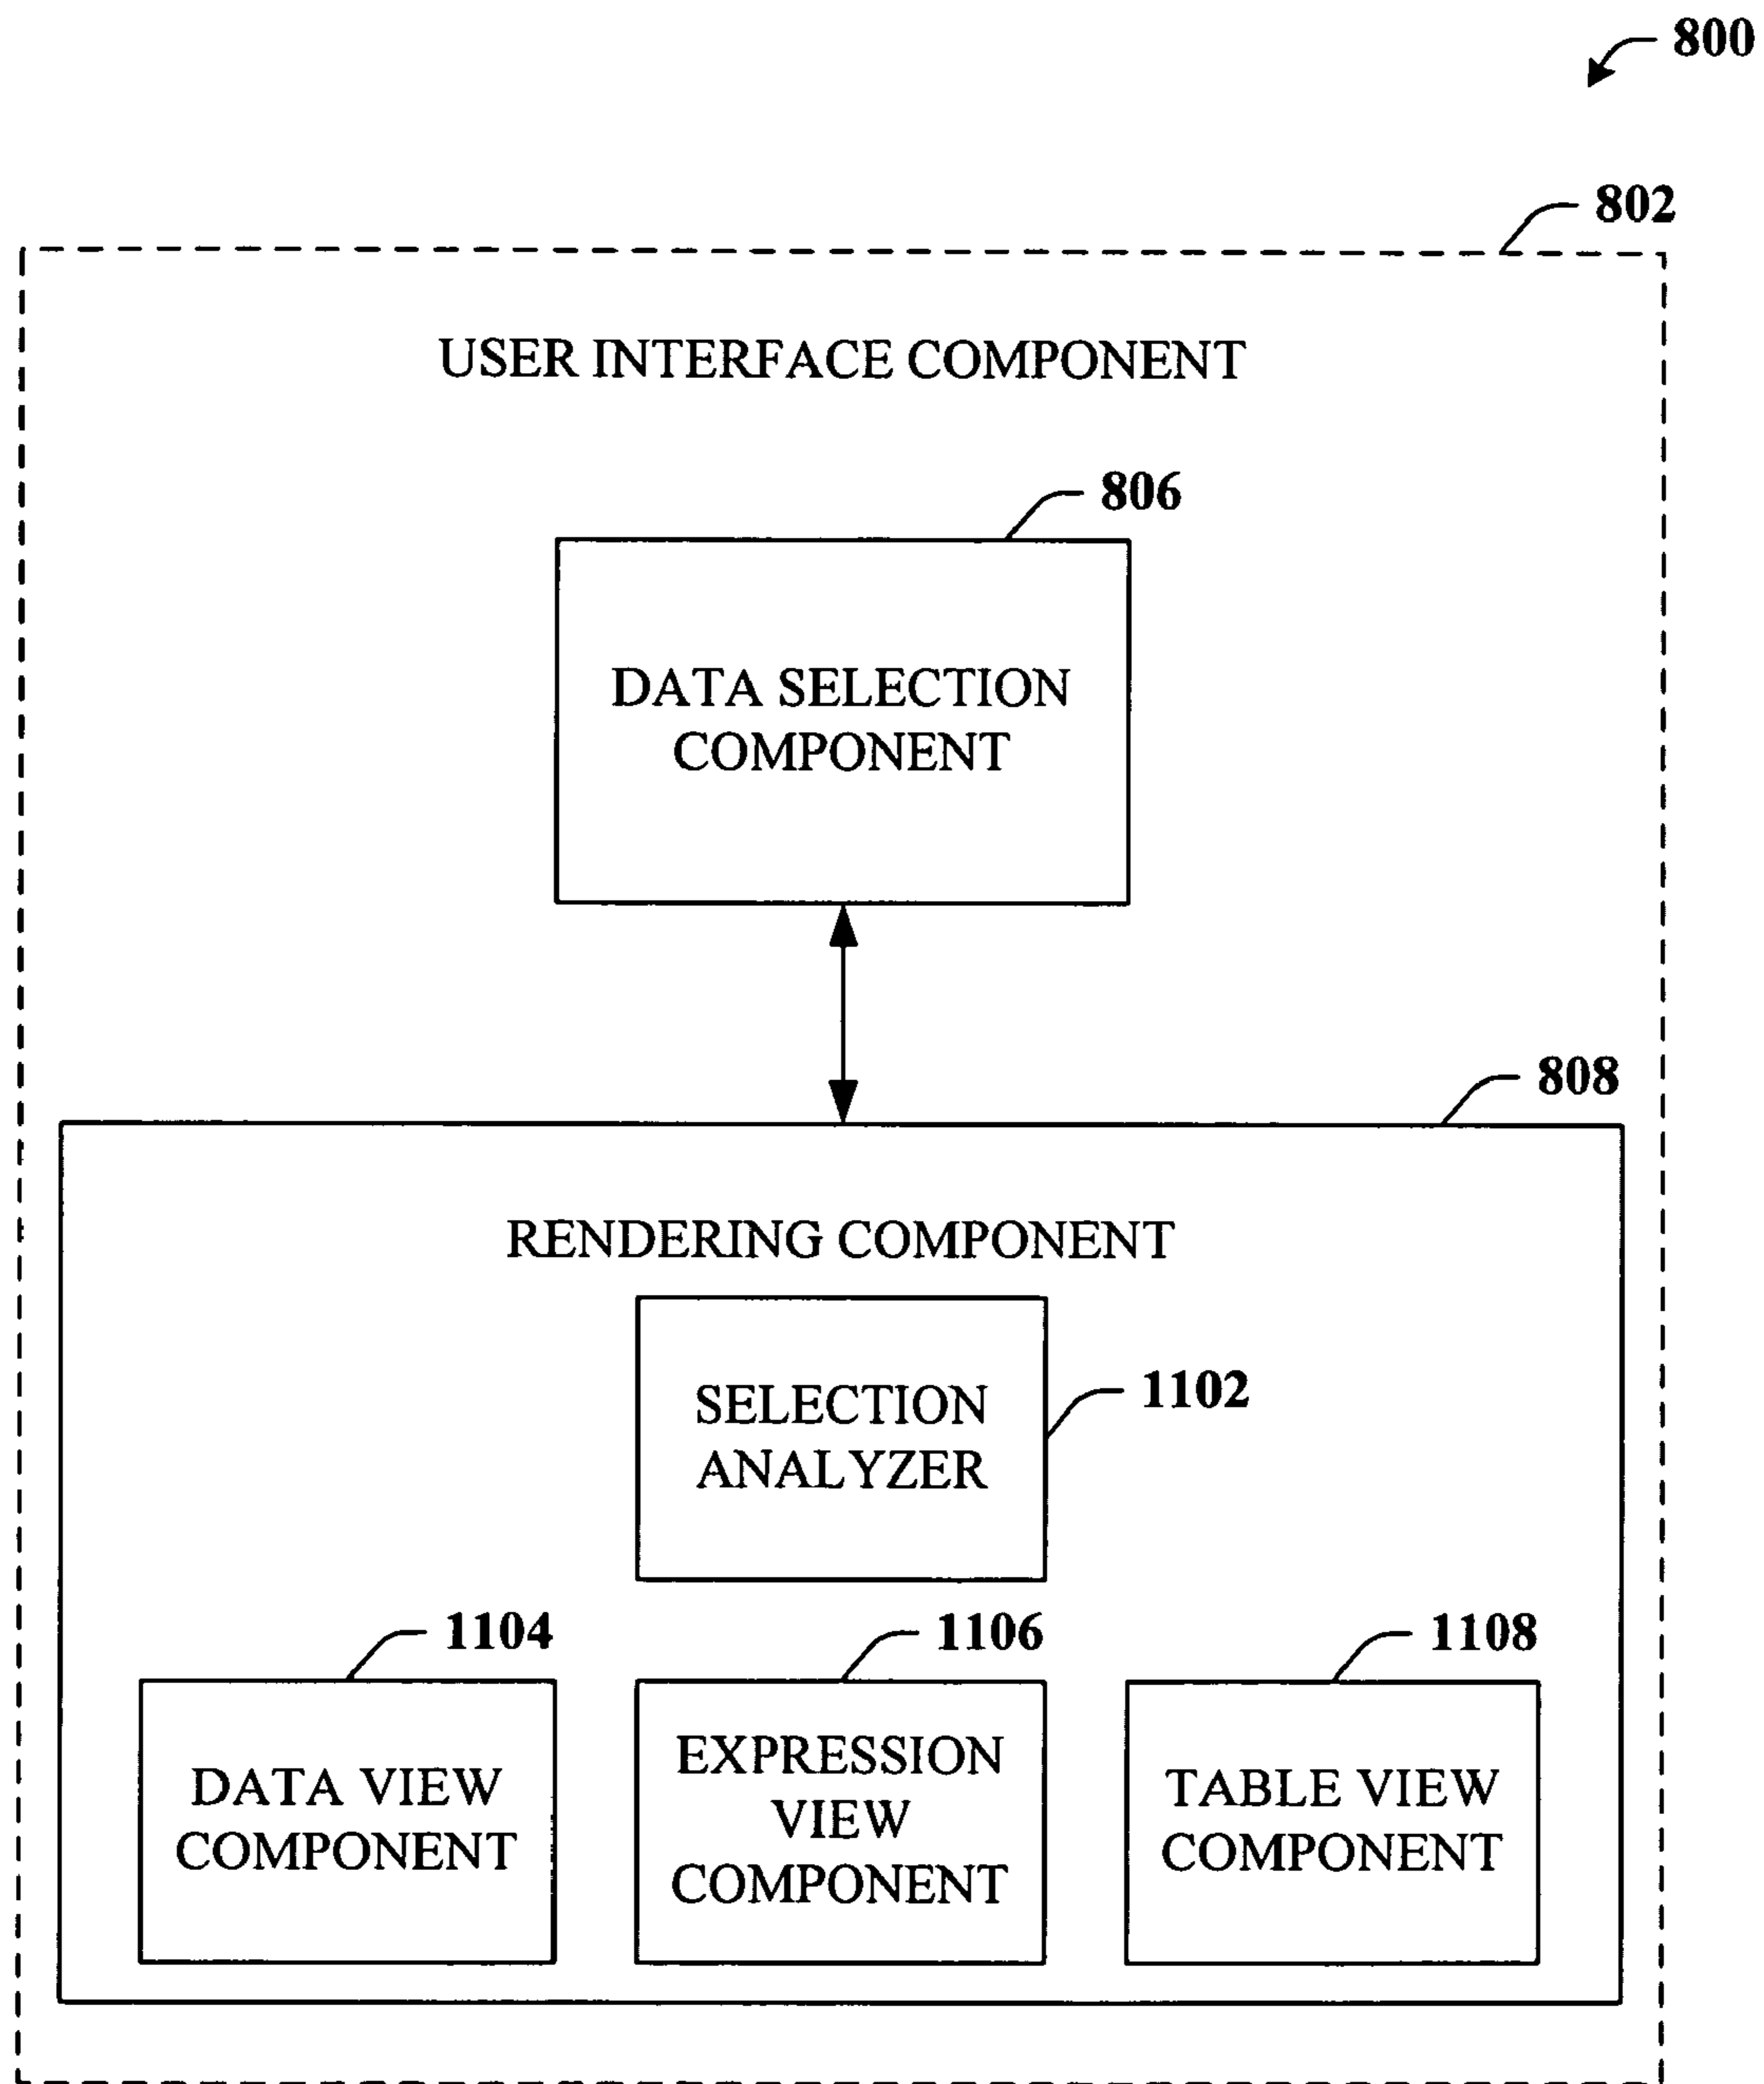 800
802
USER INTERFACE COMPONENT
806
DATA SELECTION
COMPONENT
808
RENDERING COMPONENT
SELECTION
ANALYZER
1102
1104
1106
1108
DATA VIEW
COMPONENT
EXPRESSION
VIEW
COMPONENT
TABLE VIEW
COMPONENT